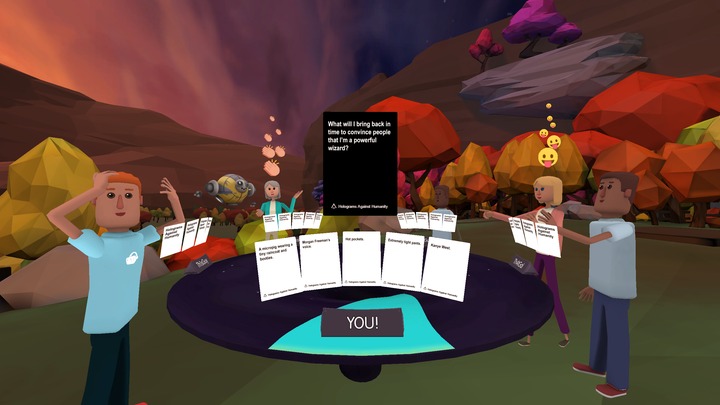 What will I bring back in
time to convince people
that I'm a powerful
wizard?
Holograms Against Humanity
A micropig wearing a
tiny raincoat and
booties.
Holograms Against Humanity
Morgan Freeman's
voice.
Holograms Against Humanity
Hot pockets.
Holograms Against Humanity
Extremely tight pants.
Holograms Against Humanity
Kanye West.
Holograms Against Humanity
Holograms
Against
Humanity
Holograms
Against
Humanity
YOU!